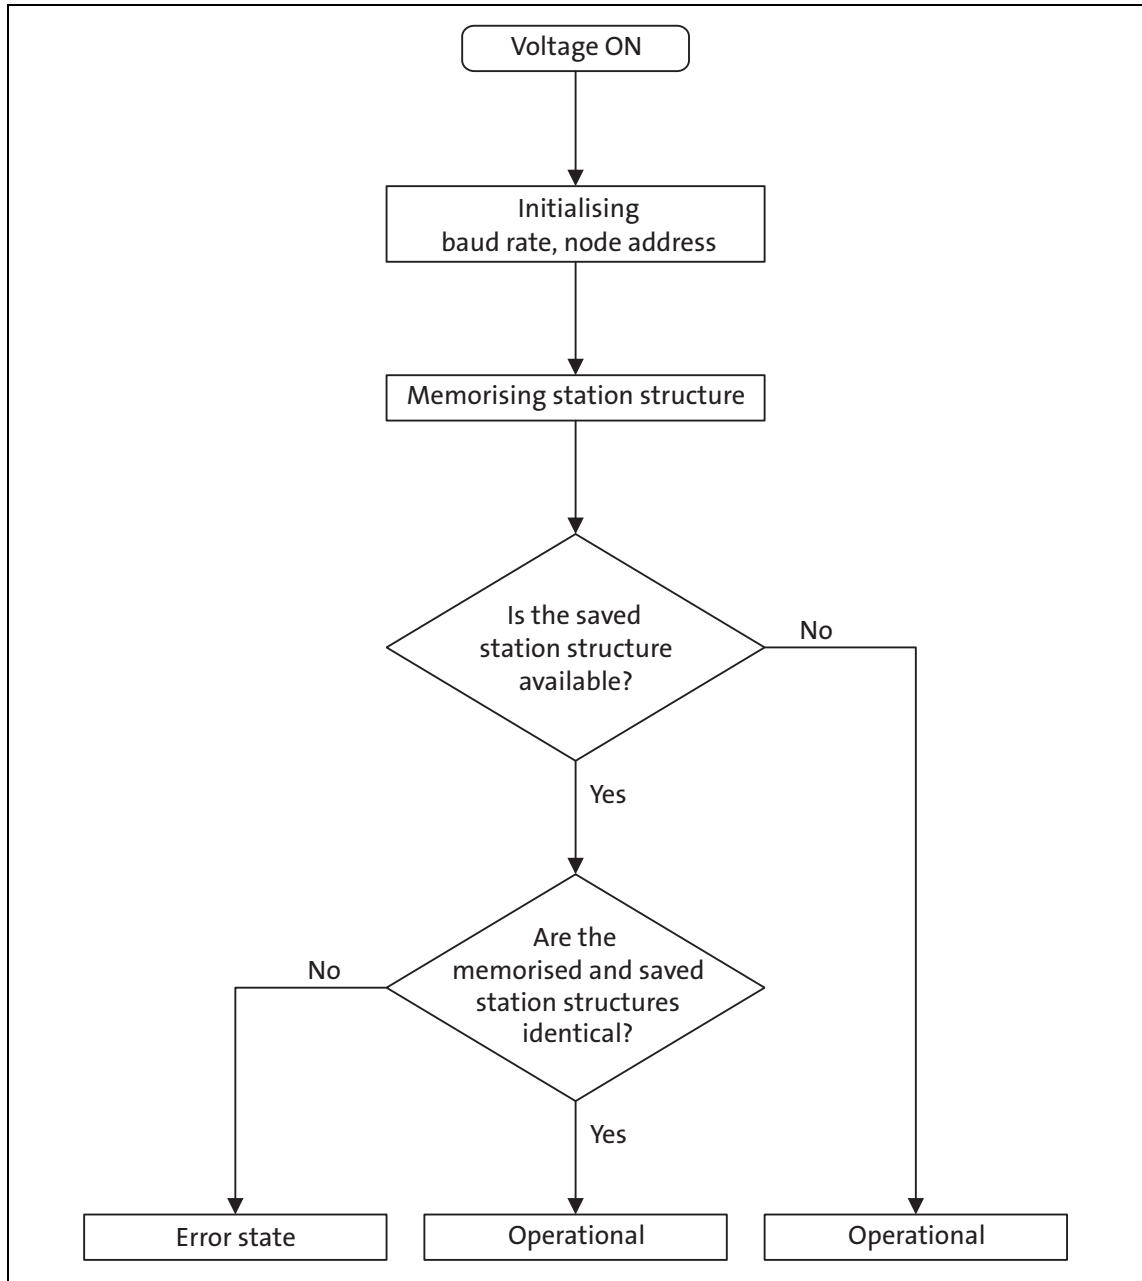 Voltage ON
Initialising
baud rate, node address
Memorising station structure
Is the saved
station structure
available?
No
Yes
Are the
memorised and saved
station structures
identical?
No
Yes
Error state
Operational
Operational